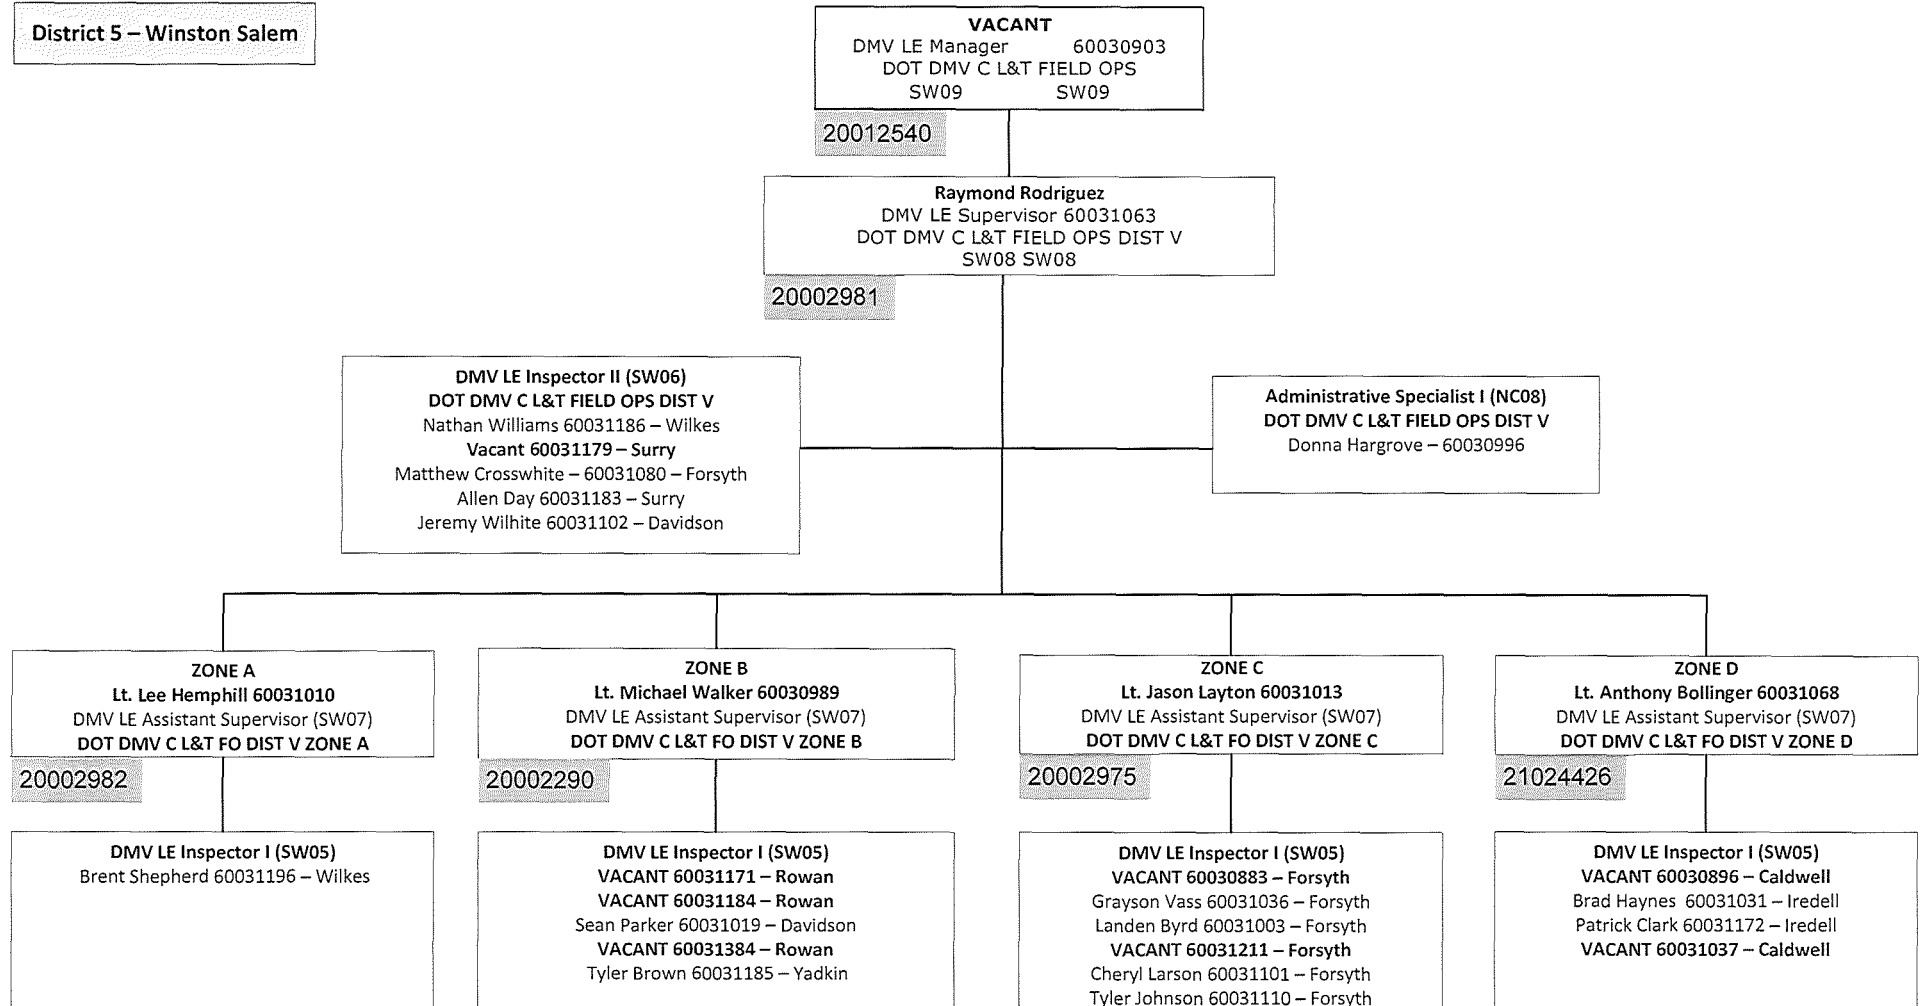 District 5 – Winston Salem
VACANT
DMV LE Manager 60030903
DOT DMV C L&T FIELD OPS
SW09 SW09
20012540
Raymond Rodriguez
DMV LE Supervisor 60031063
DOT DMV C L&T FIELD OPS DIST V
SW08 SW08
20002981
DMV LE Inspector II (SW06)
DOT DMV C L&T FIELD OPS DIST V
Nathan Williams 60031186 – Wilkes
Vacant 60031179 – Surry
Matthew Crosswhite – 60031080 – Forsyth
Allen Day 60031183 – Surry
Jeremy Wilhite 60031102 – Davidson
Administrative Specialist I (NC08)
DOT DMV C L&T FIELD OPS DIST V
Donna Hargrove – 60030996
ZONE A
Lt. Lee Hemphill 60031010
DMV LE Assistant Supervisor (SW07)
DOT DMV C L&T FO DIST V ZONE A
20002982
DMV LE Inspector I (SW05)
Brent Shepherd 60031196 – Wilkes
ZONE B
Lt. Michael Walker 60030989
DMV LE Assistant Supervisor (SW07)
DOT DMV C L&T FO DIST V ZONE B
20002290
DMV LE Inspector I (SW05)
VACANT 60031171 – Rowan
VACANT 60031184 – Rowan
Sean Parker 60031019 – Davidson
VACANT 60031384 – Rowan
Tyler Brown 60031185 – Yadkin
ZONE C
Lt. Jason Layton 60031013
DMV LE Assistant Supervisor (SW07)
DOT DMV C L&T FO DIST V ZONE C
20002975
DMV LE Inspector I (SW05)
VACANT 60030883 – Forsyth
Grayson Vass 60031036 – Forsyth
Landen Byrd 60031003 – Forsyth
VACANT 60031211 – Forsyth
Cheryl Larson 60031101 – Forsyth
Tyler Johnson 60031110 – Forsyth
ZONE D
Lt. Anthony Bollinger 60031068
DMV LE Assistant Supervisor (SW07)
DOT DMV C L&T FO DIST V ZONE D
21024426
DMV LE Inspector I (SW05)
VACANT 60030896 – Caldwell
Brad Haynes 60031031 – Iredell
Patrick Clark 60031172 – Iredell
VACANT 60031037 – Caldwell